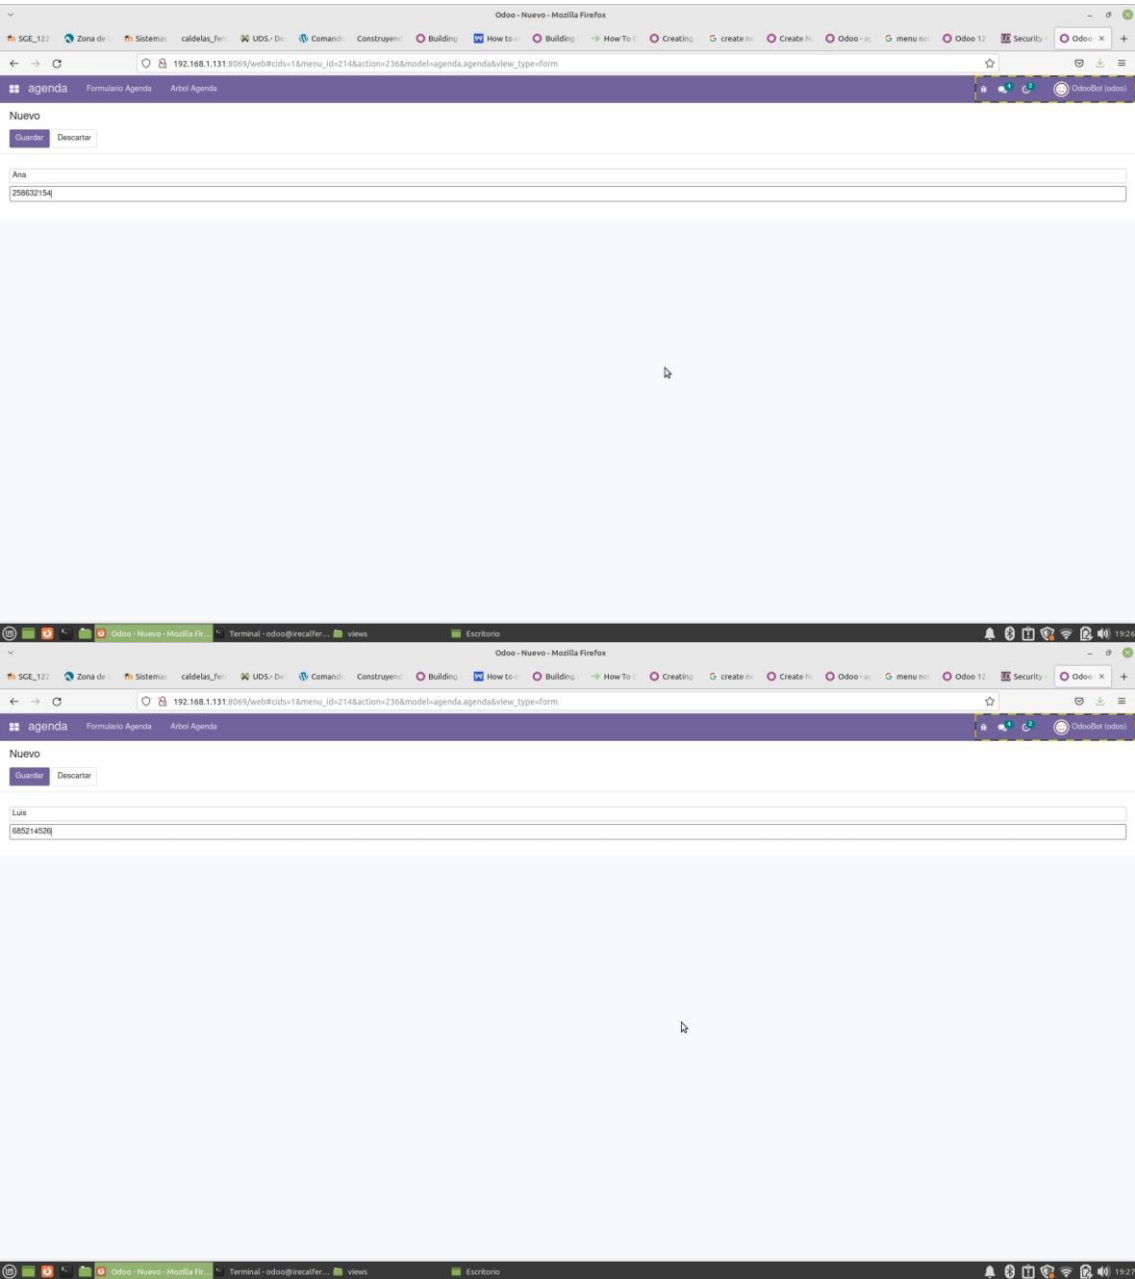 Odoo - Nuevo - Mozilla Firefox
SGE_122 Zona de Sistemas caldelas_fer UDS.- De Comando Construyend Building How to Building How To Creating create Create N Odoo - menu not Odoo 12 Security Odoo × +
192.168.1.131:8069/web#cids=1&menu_id=214&action=236&model=agenda.agenda&view_type=form
agenda Formulario Agenda Arbol Agenda OdooBot (odoo)
Nuevo
Guardar Descartar
Ana
258632154
Odoo - Nuevo - Mozilla Fir... Terminal - odoo@irecalfer... views Escritorio 19:26
Odoo - Nuevo - Mozilla Firefox
SGE_122 Zona de Sistemas caldelas_fer UDS.- De Comando Construyend Building How to Building How To Creating create Create N Odoo - menu not Odoo 12 Security Odoo × +
192.168.1.131:8069/web#cids=1&menu_id=214&action=236&model=agenda.agenda&view_type=form
agenda Formulario Agenda Arbol Agenda OdooBot (odoo)
Nuevo
Guardar Descartar
Luis
685214526
Odoo - Nuevo - Mozilla Fir... Terminal - odoo@irecalfer... views Escritorio 19:27